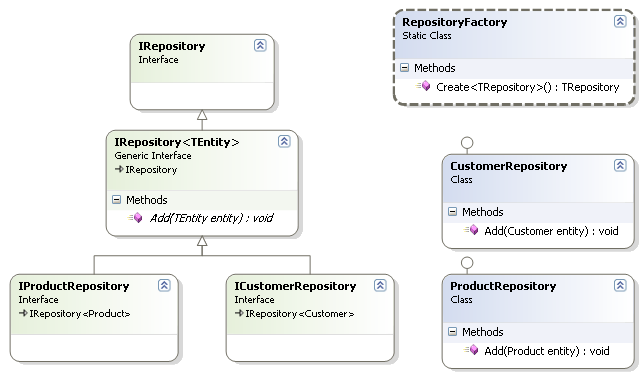 IRepository
Interface
IRepository<TEntity>
Generic Interface
IRepository
Methods
Add(TEntity entity) : void
IProductRepository
Interface
IRepository<Product>
ICustomerRepository
Interface
IRepository<Customer>
RepositoryFactory
Static Class
Methods
Create<TRepository>() : TRepository
CustomerRepository
Class
Methods
Add(Customer entity) : void
ProductRepository
Class
Methods
Add(Product entity) : void